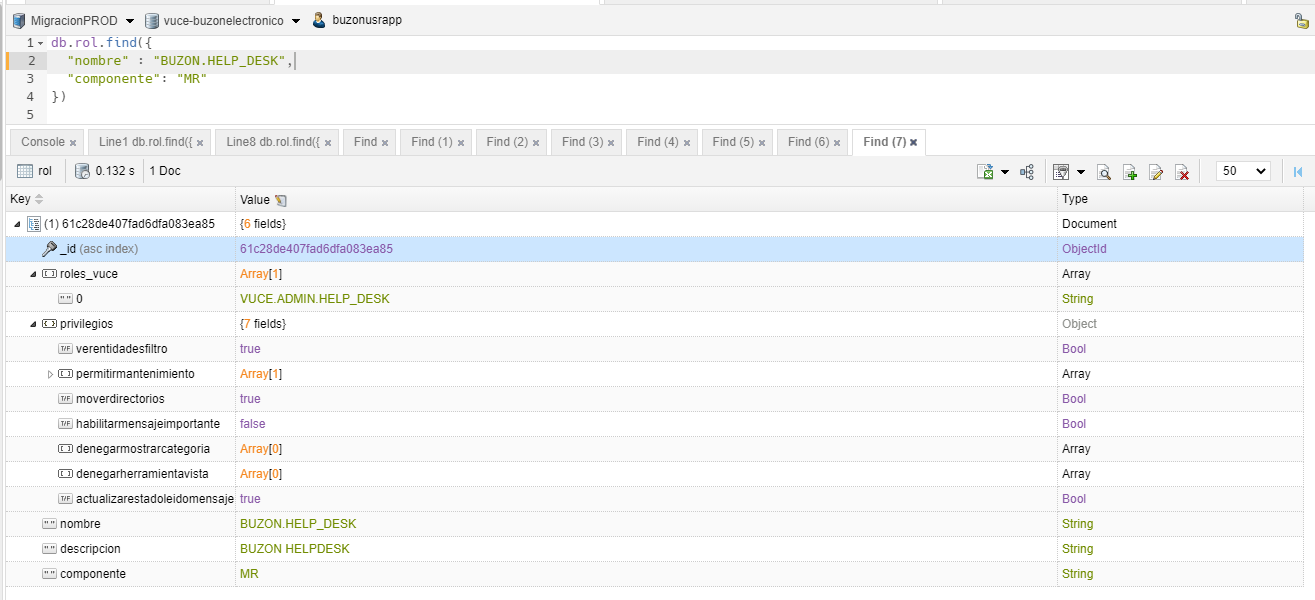 MigracionPROD vuce-buzonelectronico buzonusrapp
1 db.rol.find({
2 "nombre" : "BUZON.HELP_DESK",
3 "componente": "MR"
4 })
5
Console × Line1 db.rol.find({ × Line8 db.rol.find({ × Find × Find (1) × Find (2) × Find (3) × Find (4) × Find (5) × Find (6) × Find (7) ×
rol 0.132 s 1 Doc 50
Key Value Type
(1) 61c28de407fad6dfa083ea85 {6 fields} Document
_id (asc index) 61c28de407fad6dfa083ea85 ObjectId
roles_vuce Array[1] Array
"" 0 VUCE.ADMIN.HELP_DESK String
privilegios {7 fields} Object
T/F verentidadesfiltro true Bool
permitirmantenimiento Array[1] Array
T/F moverdirectorios true Bool
T/F habilitarmensajeimportante false Bool
denegarmostrarcategoria Array[0] Array
denegarherramientavista Array[0] Array
T/F actualizarestadoleidomensaje true Bool
"" nombre BUZON.HELP_DESK String
"" descripcion BUZON HELPDESK String
"" componente MR String